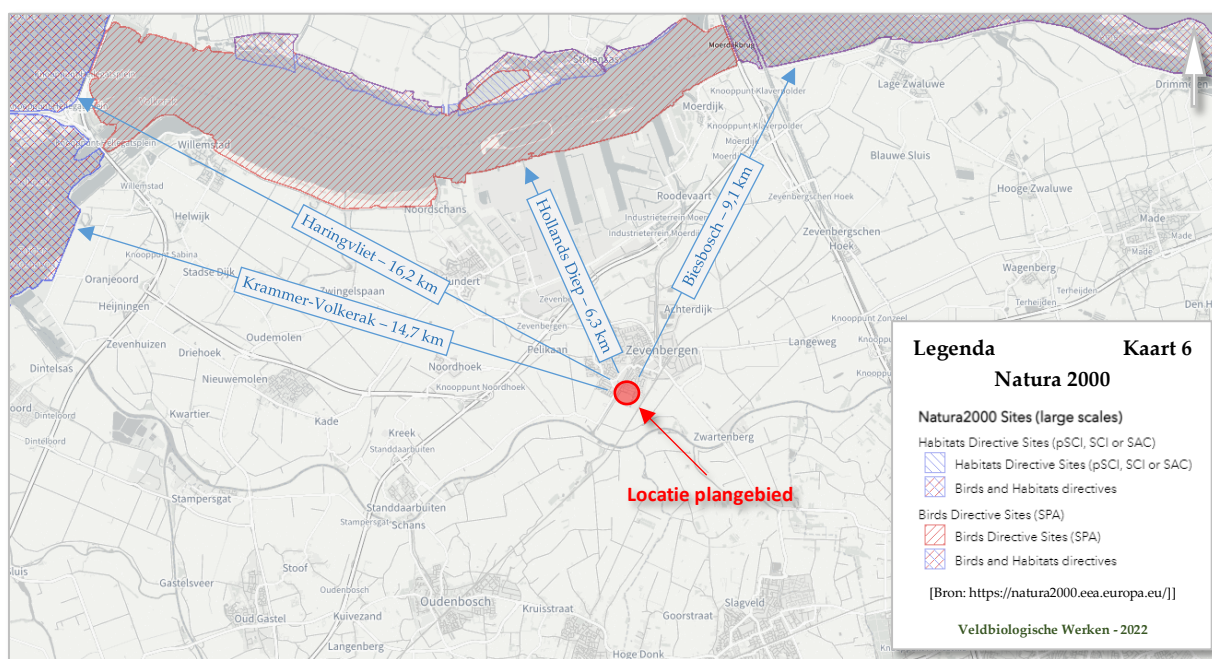 Moerdijkbrug
Strijensas
Lage Zwaluwe
Drimmelen
Knooppunt Klaverpolder
Moerdijk
Knooppunt Klaverpolder
Willemstad
Blauwe Sluis
Hooge Zwaluwe
Willemstad
Roodevaart
Zevenbergschen Hoek
Noordschans
Made
Helwijk
Made
Zevenbergschen
Hoek
Knooppunt Sabina
Oranjeoord
Stadse Dijk
Wagenberg
Zwingelspaan
Terheijden
Terheijden
Heijningen
Haringvliet – 16,2 km
Krammer-Volkerak – 14,7 km
Hollands Diep – 6,3 km
Biesbosch – 9,1 km
Zevenbergen
Achterdijk
Knooppunt Zonzeel
Oudemolen
Zevenhuizen
Driehoek
Pelikaan
Zevenbergen
Langeweg
Noordhoek
Dintelsas
Nieuwemolen
Knooppunt Noordhoek
Kwartier
Kade
Dinteloord
Kreek
Zwartenberg
Standdaarbuiten
Locatie plangebied
Stampersgat
Standdaarbuiten
Stampersgat
Schans
Stoof
Gastelsveer
Oudenbosch
Kruisstraat
Slagveld
Oud Gastel
Kuivezand
Goorstraat
Langenberg
Hoge Donk
Legenda
Kaart 6
Natura 2000
Natura2000 Sites (large scales)
Habitats Directive Sites (pSCI, SCI or SAC)
Habitats Directive Sites (pSCI, SCI or SAC)
Birds and Habitats directives
Birds Directive Sites (SPA)
Birds Directive Sites (SPA)
Birds and Habitats directives
[Bron: https://natura2000.eea.europa.eu/]]
Veldbiologische Werken - 2022